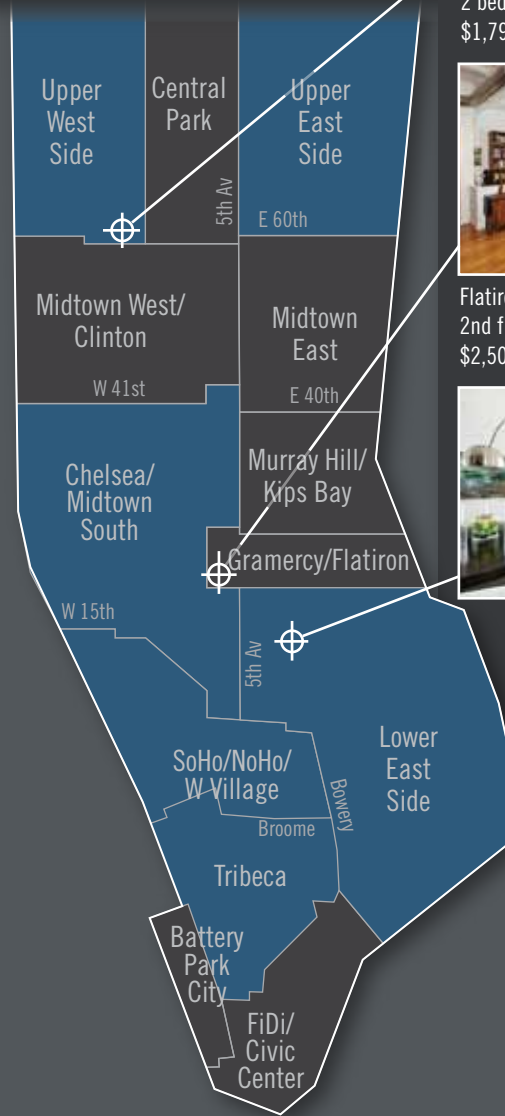 Upper
West
Side
Central
Park
Upper
East
Side
5th Av
E 60th
Midtown West/
Clinton
Midtown
East
W 41st
E 40th
Chelsea/
Midtown
South
Murray Hill/
Kips Bay
Gramercy/Flatiron
W 15th
5th Av
SoHo/NoHo/
W Village
Lower
East
Side
Bowery
Broome
Tribeca
Battery
Park
City
FiDi/
Civic
Center
2nd